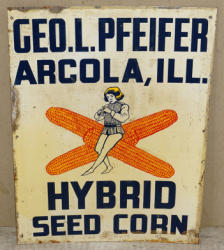 GEO.L.PFEIFER
ARCOLA, ILL.
HYBRID
SEED CORN